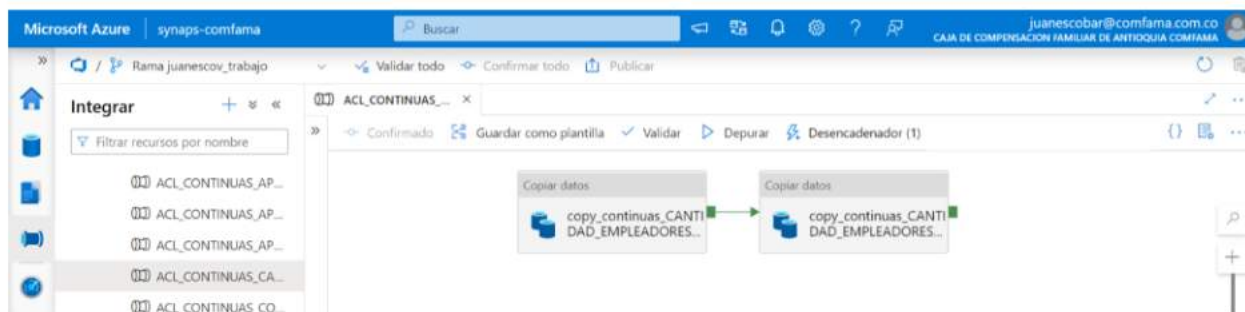 Microsoft Azure synaps-comfama Buscar juanescobar@comfama.com.co
CAJA DE COMPENSACION FAMILIAR DE ANTIOQUIA COMFAMA
/ Rama juanescov_trabajo Validar todo Confirmar todo Publicar
Integrar
ACL_CONTINUAS_...
Filtrar recursos por nombre
Confirmado Guardar como plantilla Validar Depurar Desencadenador (1)
ACL_CONTINUAS_AP...
ACL_CONTINUAS_AP...
ACL_CONTINUAS_AP...
ACL_CONTINUAS_CA...
ACL_CONTINUAS_CO...
Copiar datos
copy_continuas_CANTI
DAD_EMPLEADORES...
Copiar datos
copy_continuas_CANTI
DAD_EMPLEADORES...